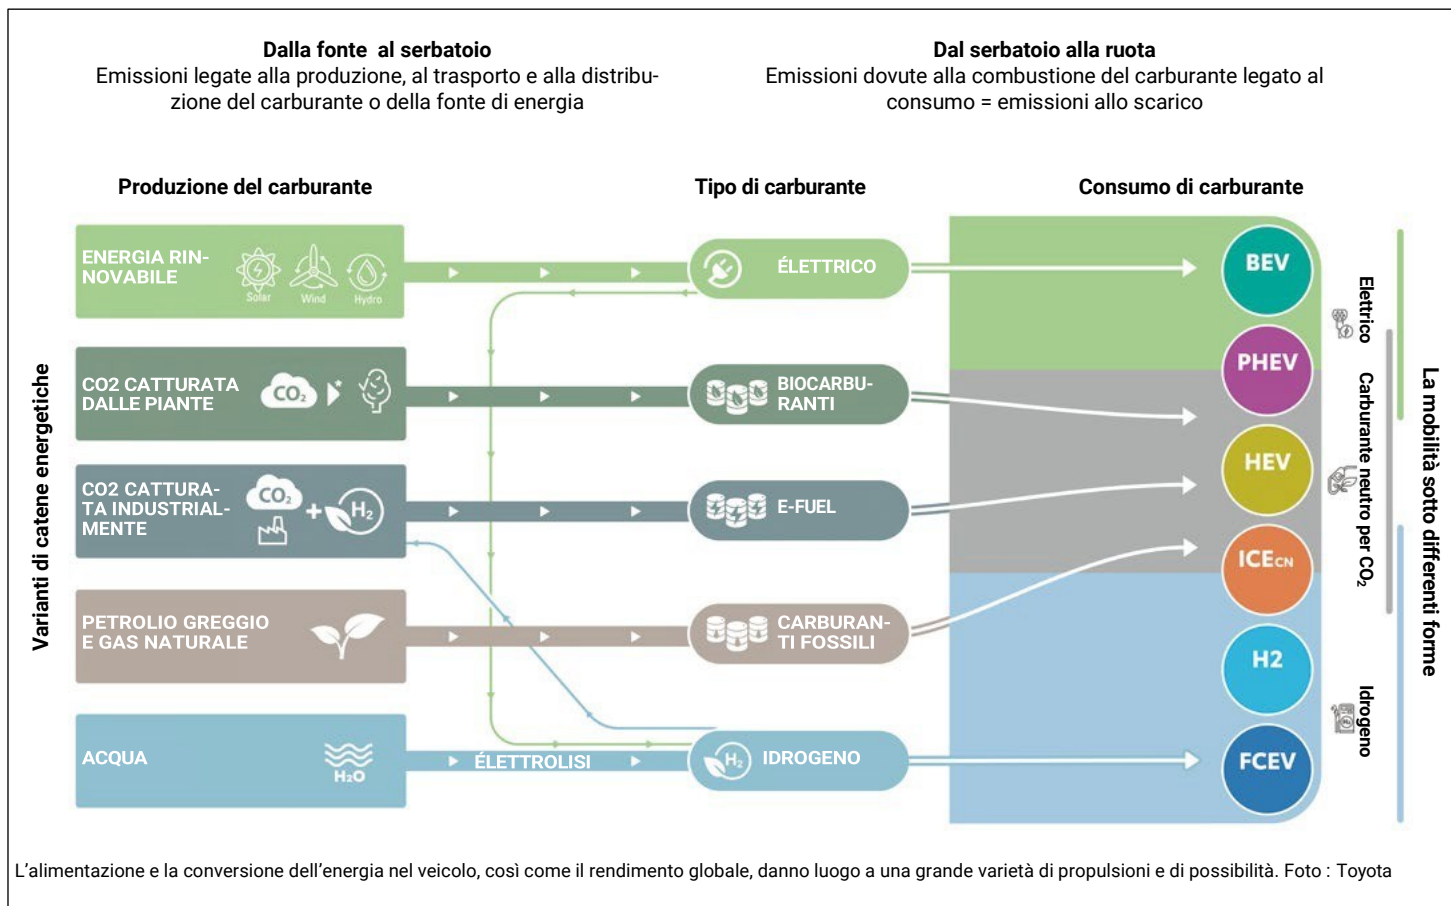 Dalla fonte  al serbatoio
Emissioni legate alla produzione, al trasporto e alla distribu-
zione del carburante o della fonte di energia
Dal serbatoio alla ruota
Emissioni dovute alla combustione del carburante legato al
consumo = emissioni allo scarico
Produzione del carburante
Tipo di carburante
Consumo di carburante
Varianti di catene energetiche
ENERGIA RIN-
NOVABILE
Solar
Wind
Hydro
ÉLETTRICO
BEV
CO2 CATTURATA
DALLE PIANTE
CO₂
*
BIOCARBU-
RANTI
PHEV
CO2 CATTURA-
TA INDUSTRIAL-
MENTE
CO₂
+
H₂
E-FUEL
HEV
PETROLIO GREGGIO
E GAS NATURALE
CARBURAN-
TI FOSSILI
ICECN
H2
ACQUA
H₂O
ÉLETTROLISI
H₂
IDROGENO
FCEV
Elettrico
Carburante neutro per CO₂
Idrogeno
H₂
La mobilità sotto differenti forme
L'alimentazione e la conversione dell'energia nel veicolo, così come il rendimento globale, danno luogo a una grande varietà di propulsioni e di possibilità. Foto : Toyota